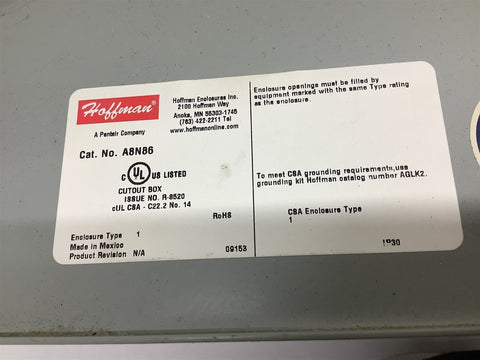 Hoffman®
A Pentair Company
Hoffman Enclosures Inc.
2100 Hoffman Way
Anoka, MN 55303-1745
(763) 422-2211 Tel
www.hoffmanonline.com
Cat. No. A8N86
c UL US LISTED
CUTOUT BOX
ISSUE NO. R-8520
cUL CSA - C22.2 No. 14
RoHS
Enclosure Type 1
Made in Mexico
Product Revision N/A
09153
Enclosure openings must be filled by
equipment marked with the same Type rating
as the enclosure.
To meet CSA grounding requirements, use
grounding kit Hoffman catalog number AGLK2.
CSA Enclosure Type
1
IP30